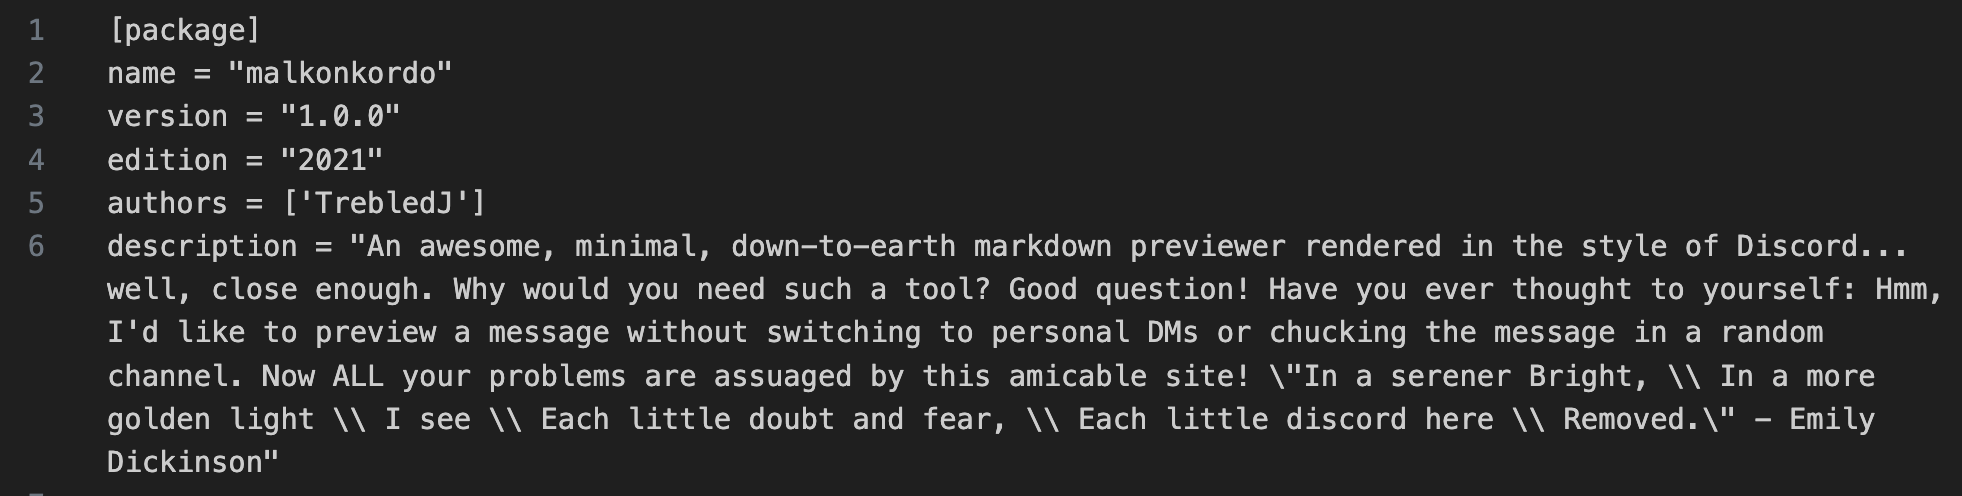 1 [package]
2 name = "malkonkordo"
3 version = "1.0.0"
4 edition = "2021"
5 authors = ['TrebledJ']
6 description = "An awesome, minimal, down-to-earth markdown previewer rendered in the style of Discord...
well, close enough. Why would you need such a tool? Good question! Have you ever thought to yourself: Hmm,
I'd like to preview a message without switching to personal DMs or chucking the message in a random
channel. Now ALL your problems are assuaged by this amicable site! \"In a serener Bright, \\ In a more
golden light \\ I see \\ Each little doubt and fear, \\ Each little discord here \\ Removed.\" - Emily
Dickinson"